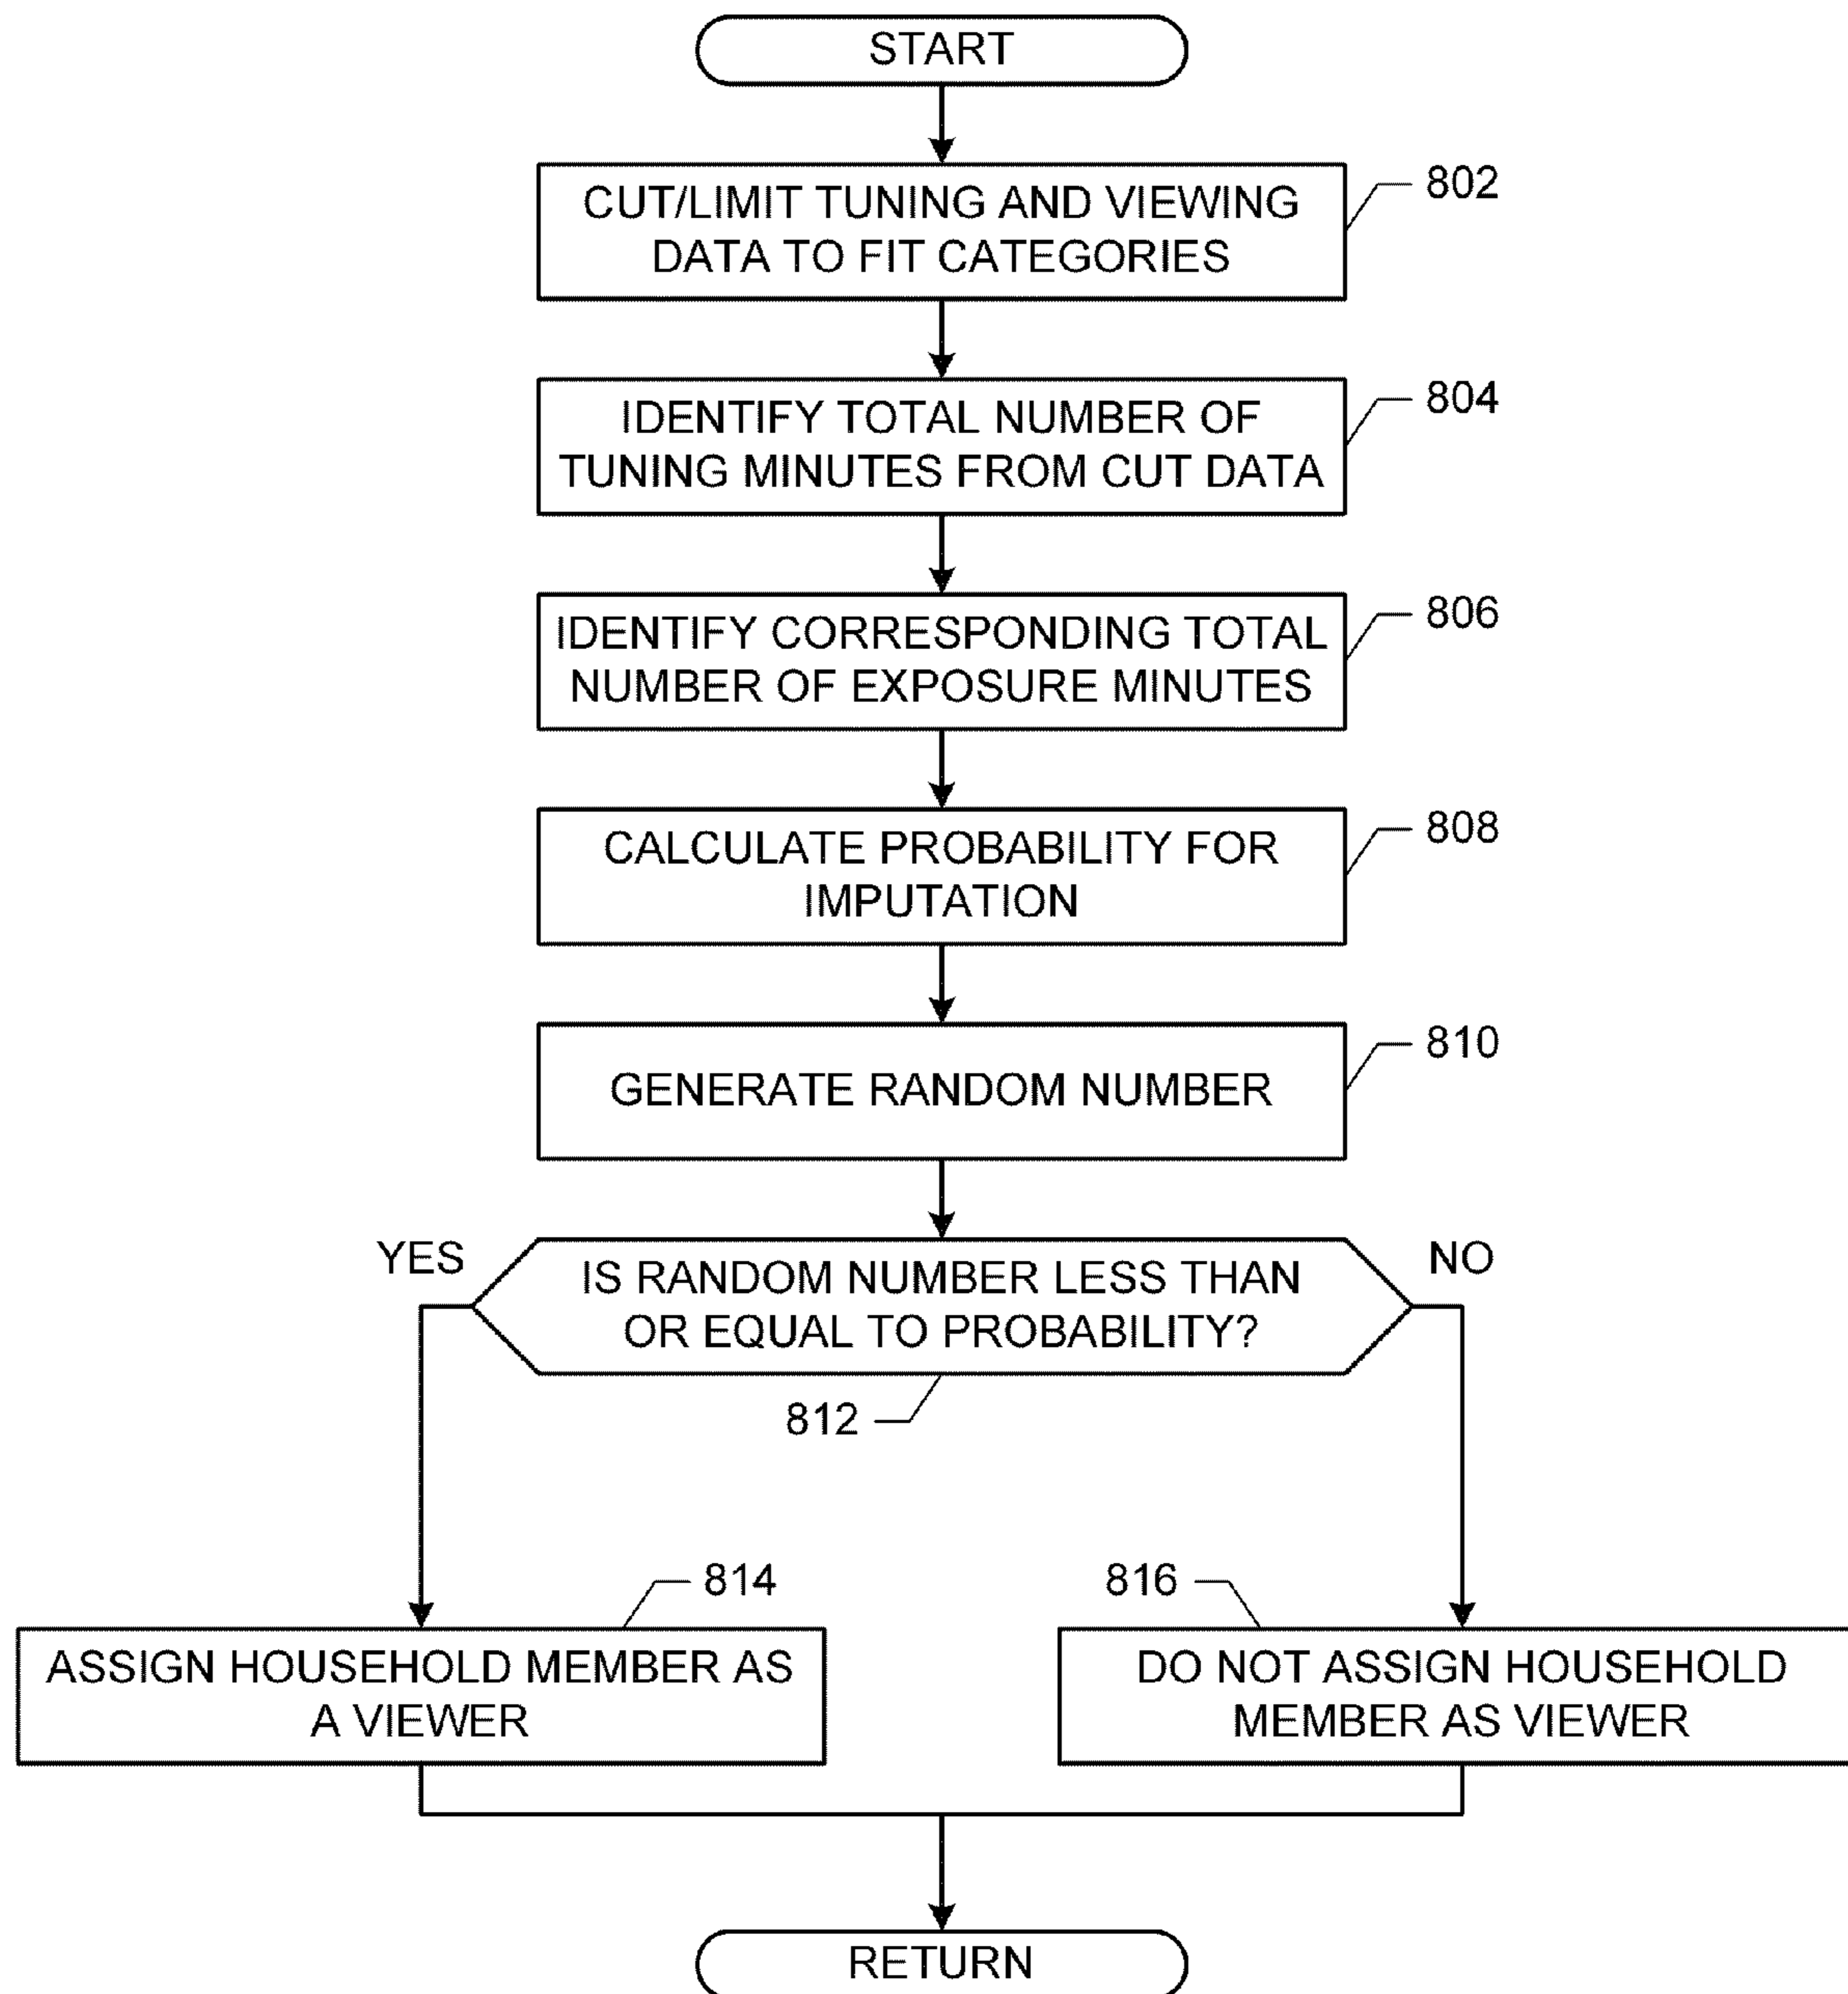 START
CUT/LIMIT TUNING AND VIEWING
DATA TO FIT CATEGORIES
802
IDENTIFY TOTAL NUMBER OF
TUNING MINUTES FROM CUT DATA
804
IDENTIFY CORRESPONDING TOTAL
NUMBER OF EXPOSURE MINUTES
806
CALCULATE PROBABILITY FOR
IMPUTATION
808
GENERATE RANDOM NUMBER
810
YES
IS RANDOM NUMBER LESS THAN
OR EQUAL TO PROBABILITY?
NO
812
814
ASSIGN HOUSEHOLD MEMBER AS
A VIEWER
816
DO NOT ASSIGN HOUSEHOLD
MEMBER AS VIEWER
RETURN